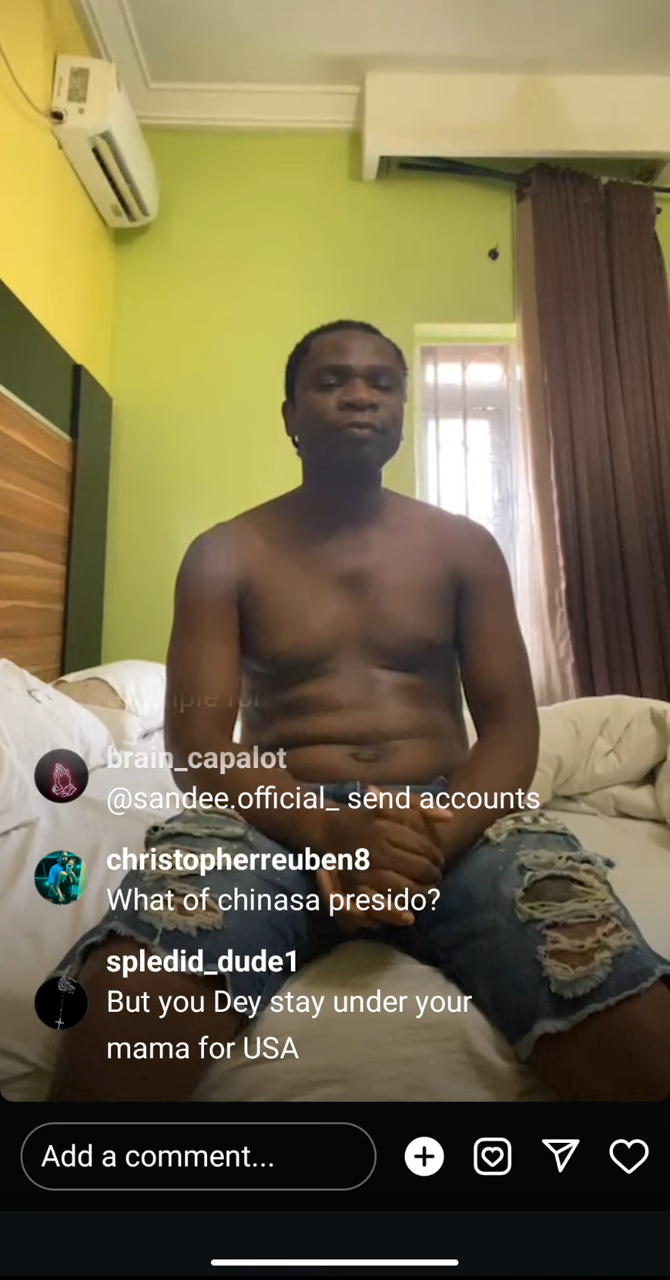 brain_capalot
@sandee.official_ send accounts
christopherreuben8
What of chinasa presido?
spledid_dude1
But you Dey stay under your
mama for USA
Add a comment...